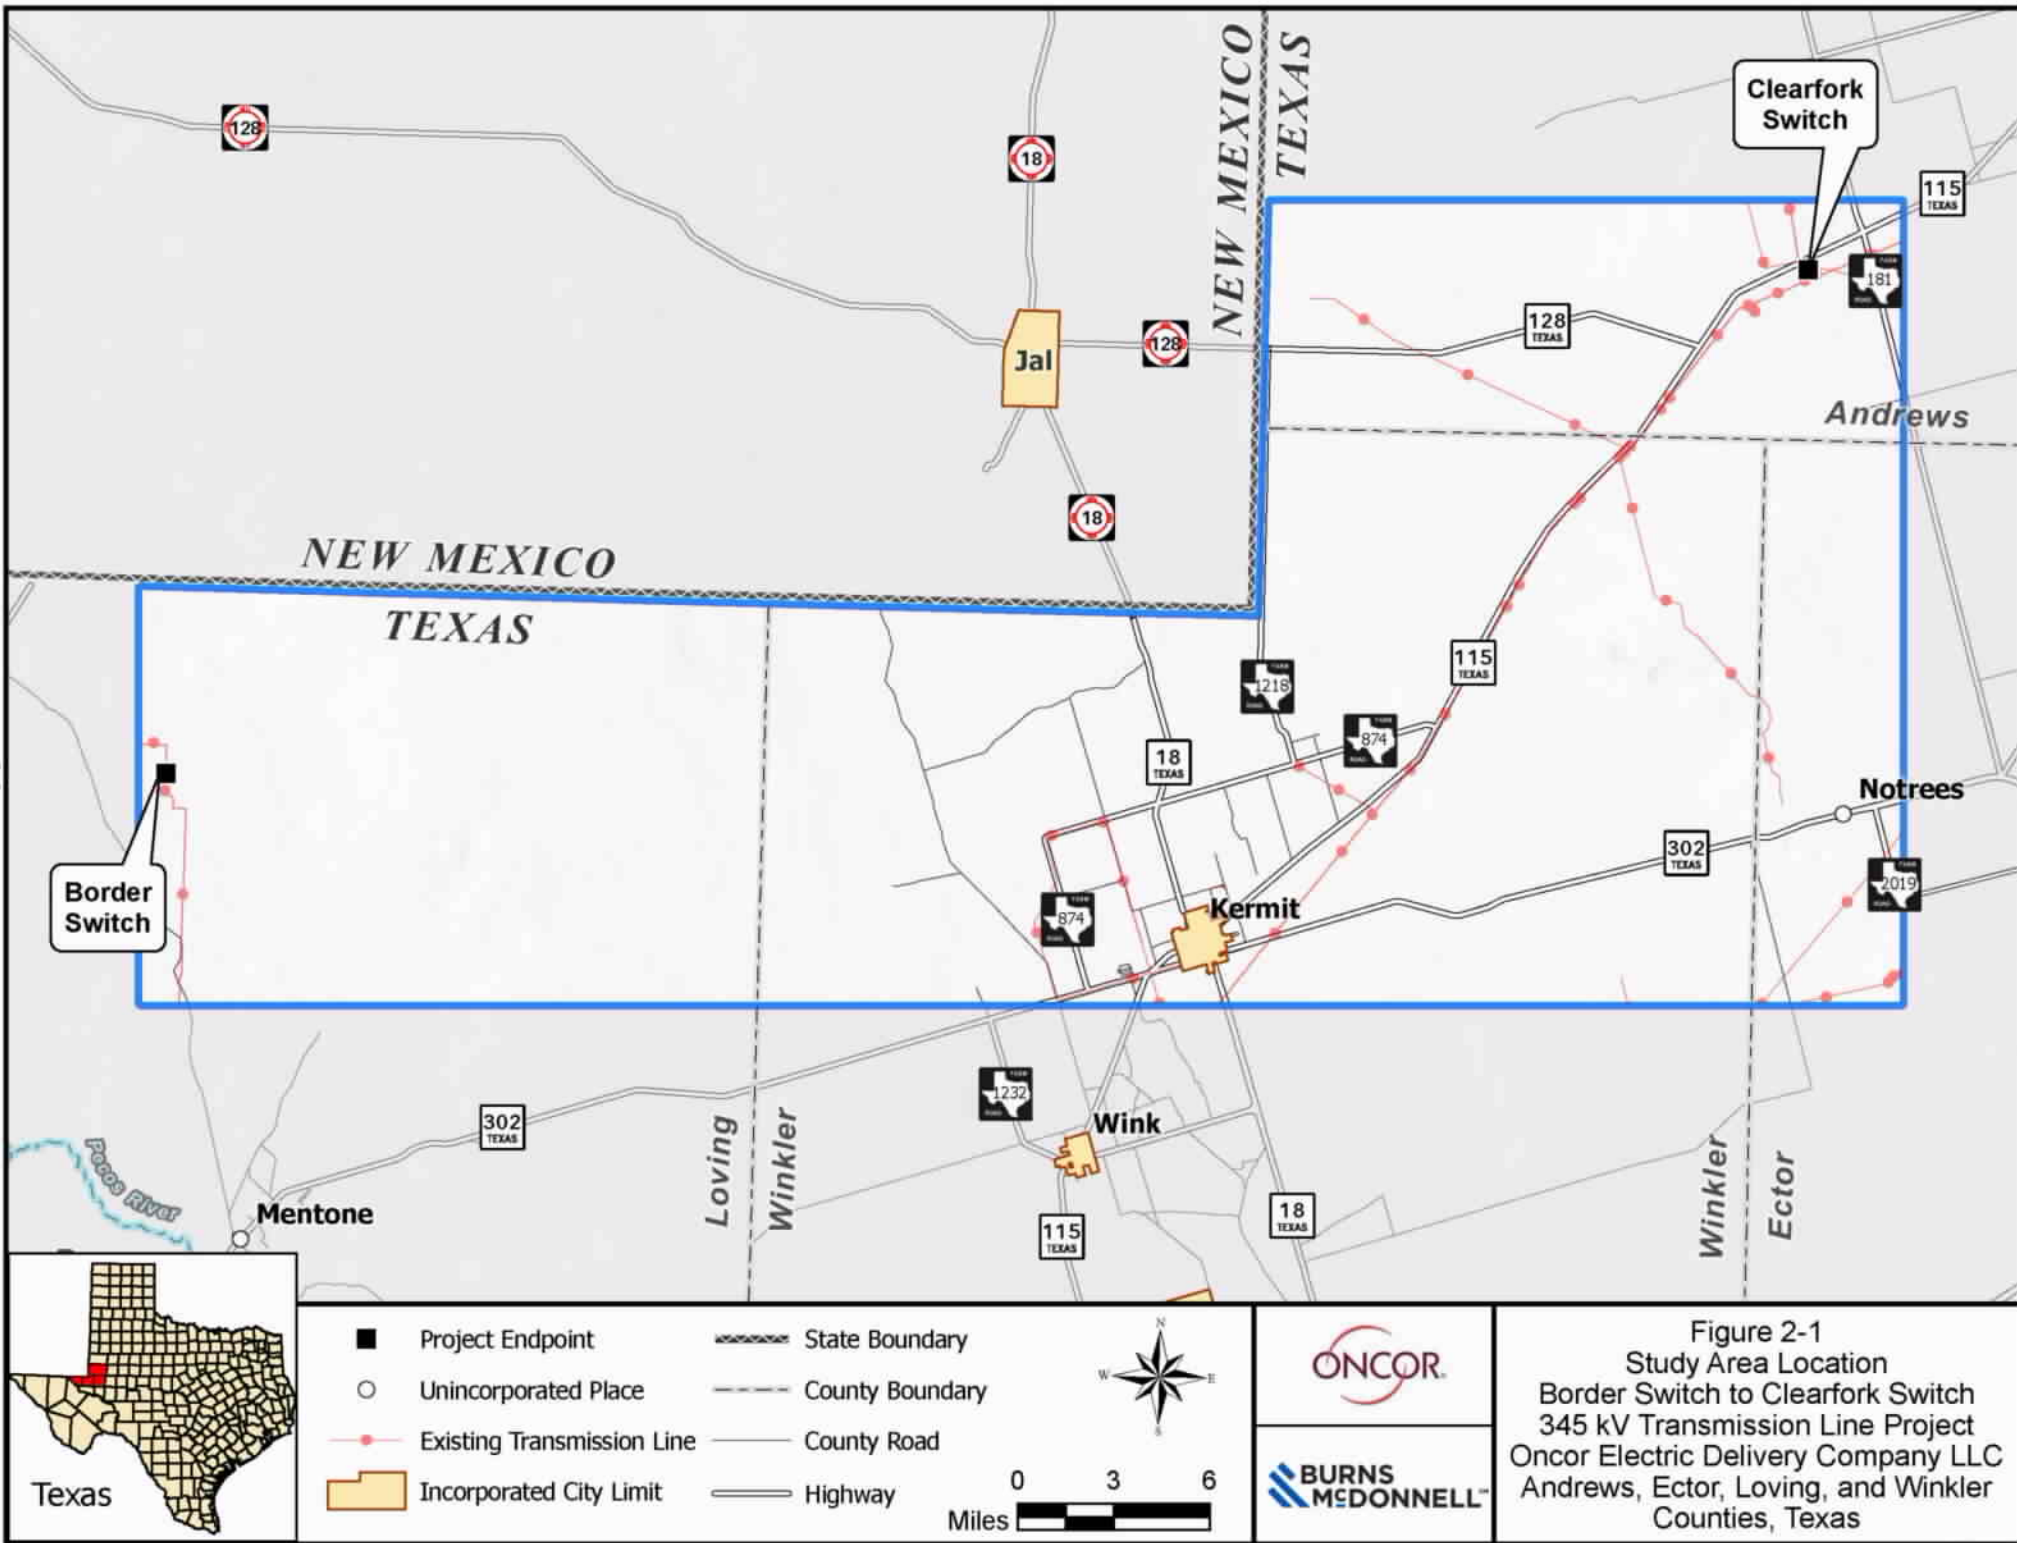 NEW MEXICO
TEXAS
Clearfork
Switch
128
18
115
TEXAS
181
128
TEXAS
Jal
128
Andrews
18
NEW MEXICO
TEXAS
1218
115
TEXAS
874
18
TEXAS
Notrees
302
TEXAS
2019
Border
Switch
874
Kermit
1232
Wink
302
TEXAS
Loving
Winkler
Winkler
Ector
Pecos River
Mentone
115
TEXAS
18
TEXAS
Texas
Project Endpoint
Unincorporated Place
Existing Transmission Line
Incorporated City Limit
State Boundary
County Boundary
County Road
Highway
N
W
E
S
0 3 6
Miles
ONCOR
BURNS
McDONNELL
Figure 2-1
Study Area Location
Border Switch to Clearfork Switch
345 kV Transmission Line Project
Oncor Electric Delivery Company LLC
Andrews, Ector, Loving, and Winkler
Counties, Texas